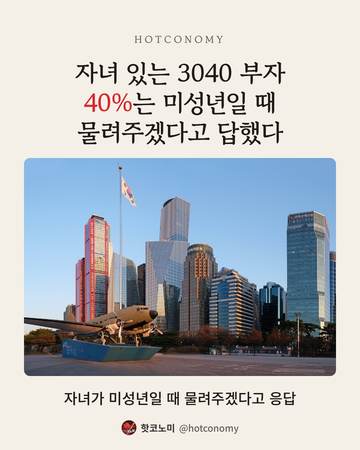 HOTCONOMY
자녀 있는 3040 부자
40%는 미성년일 때
물려주겠다고 답했다
자녀가 미성년일 때 물려주겠다고 응답
핫코노미 @hotconomy